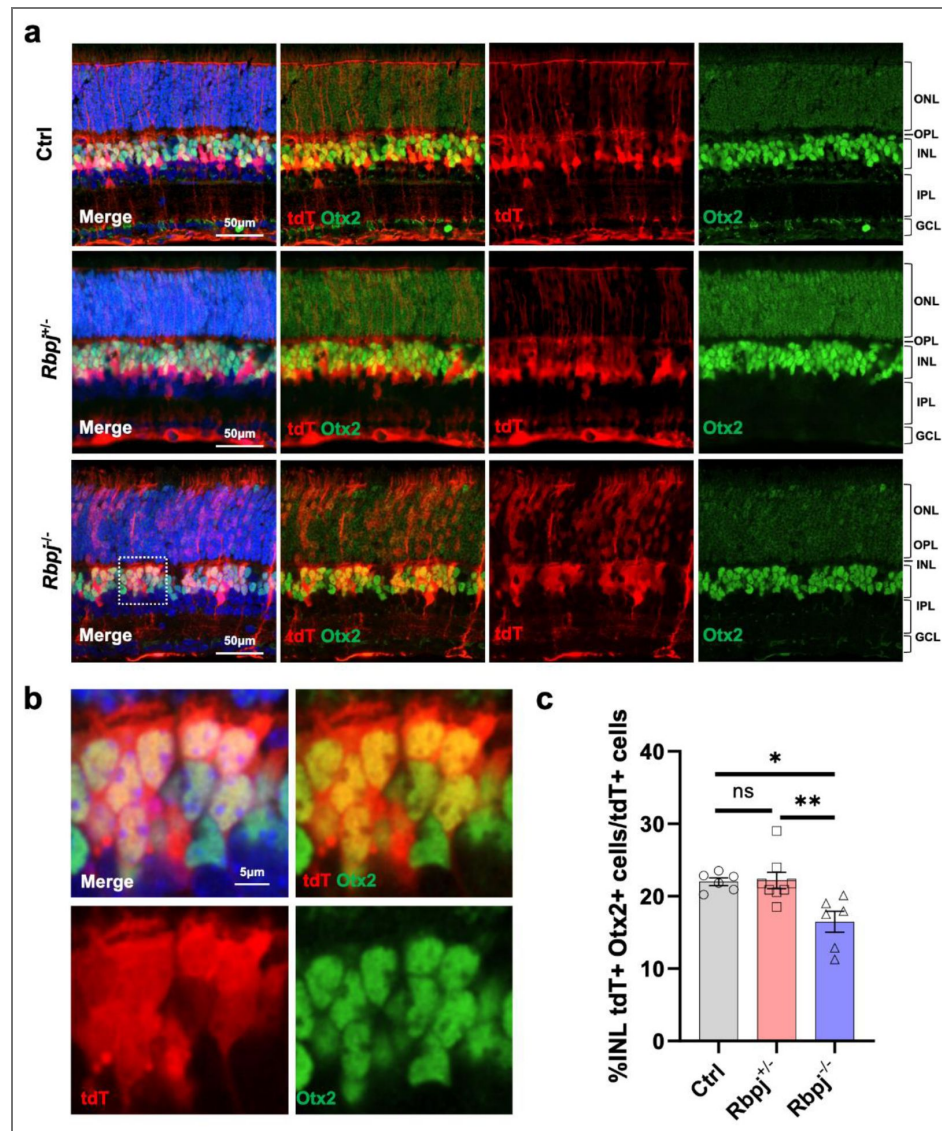 a
Ctrl
Merge
50µm
tdT Otx2
tdT
Otx2
ONL
OPL
INL
IPL
GCL
Rbpj+/-
Merge
50µm
tdT Otx2
tdT
Otx2
ONL
OPL
INL
IPL
GCL
Rbpj-/-
Merge
50µm
tdT Otx2
tdT
Otx2
ONL
OPL
INL
IPL
GCL
b
Merge
5µm
tdT Otx2
tdT
Otx2
c
%INL tdT+ Otx2+ cells/tdT+ cells
40
30
20
10
0
*
ns
**
Ctrl
Rbpj+/-
Rbpj-/-